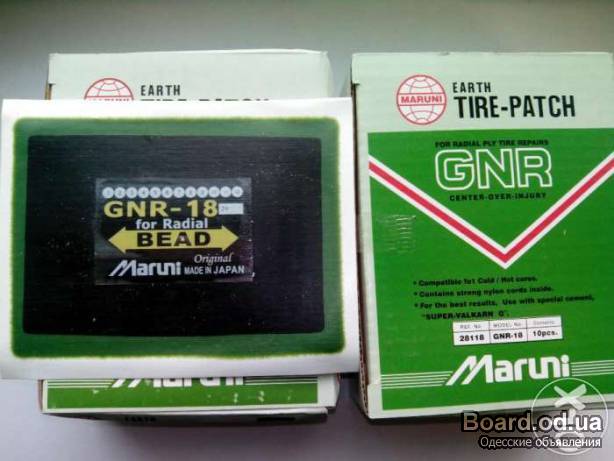 EARTH
MARUNI
TIRE-PATCH
GNR-18
for Radial
BEAD
Original
Maruni MADE IN JAPAN
EARTH
MARUNI
TIRE-PATCH
FOR RADIAL PLY TIRE REPAIRS
GNR
CENTER-OVER-INJURY
• Compatible for Cold / Hot cures.
• Contains strong nylon cords inside.
• For the best results, Use with special cement,
"SUPER-VALKARN G".
REF. No MODEL No Contents
28118 GNR-18 10pcs.
Maruni
Board.od.ua
Одесские объявления